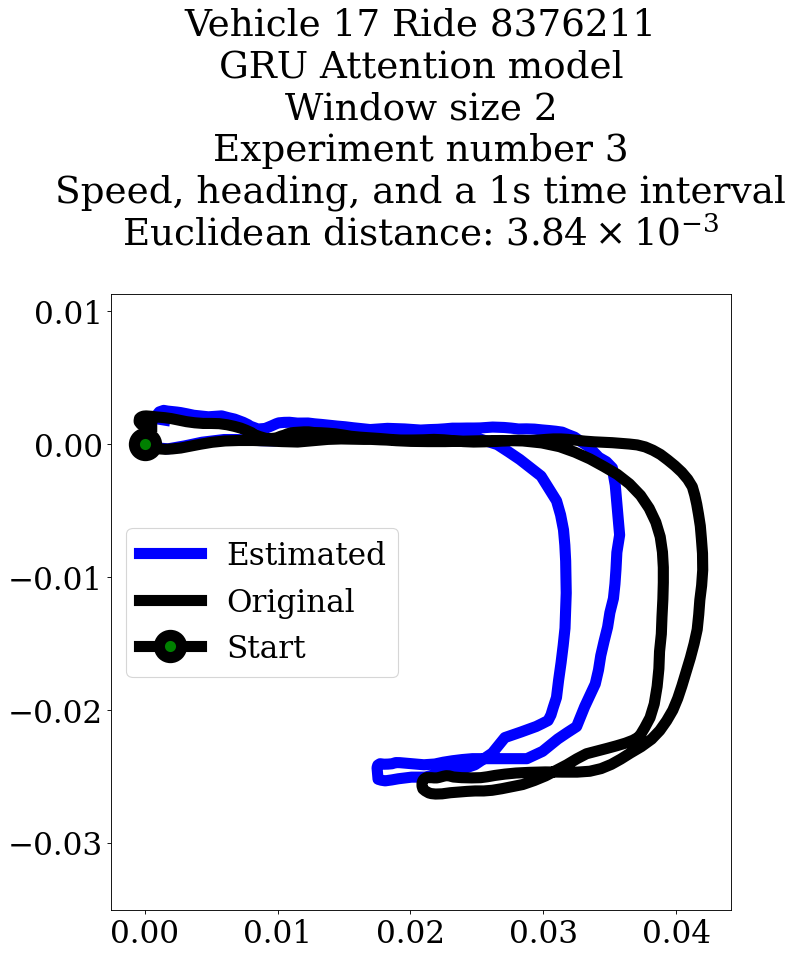 Vehicle 17 Ride 8376211
GRU Attention model
Window size 2
Experiment number 3
Speed, heading, and a 1s time interval
Euclidean distance: 3.84 × 10⁻³
0.01
0.00
−0.01
−0.02
−0.03
Estimated
Original
Start
0.00 0.01 0.02 0.03 0.04